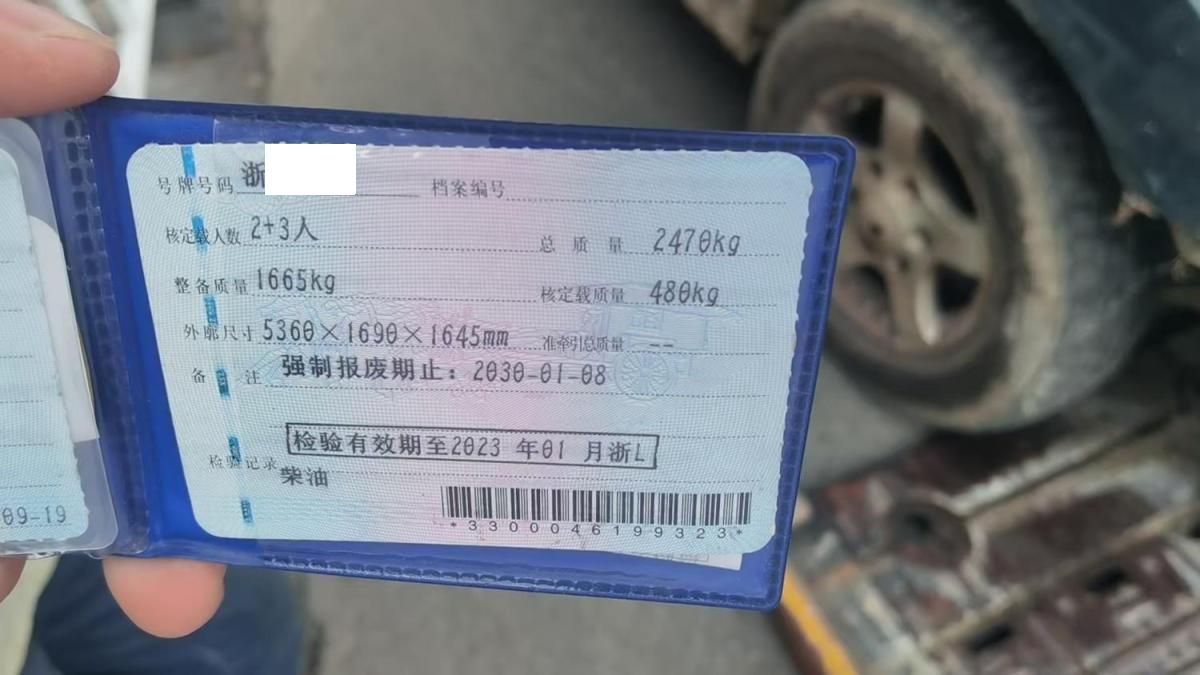 号牌号码 浙 档案编号
核定载人数 2+3人 总质量 2470kg
整备质量 1665kg 核定载质量 480kg
外廓尺寸 5360×1690×1645mm 准牵引总质量 --
备注 强制报废期止：2030-01-08
检验有效期至2023 年01 月浙L
检验记录
柴油
*3300046199323*
09-19